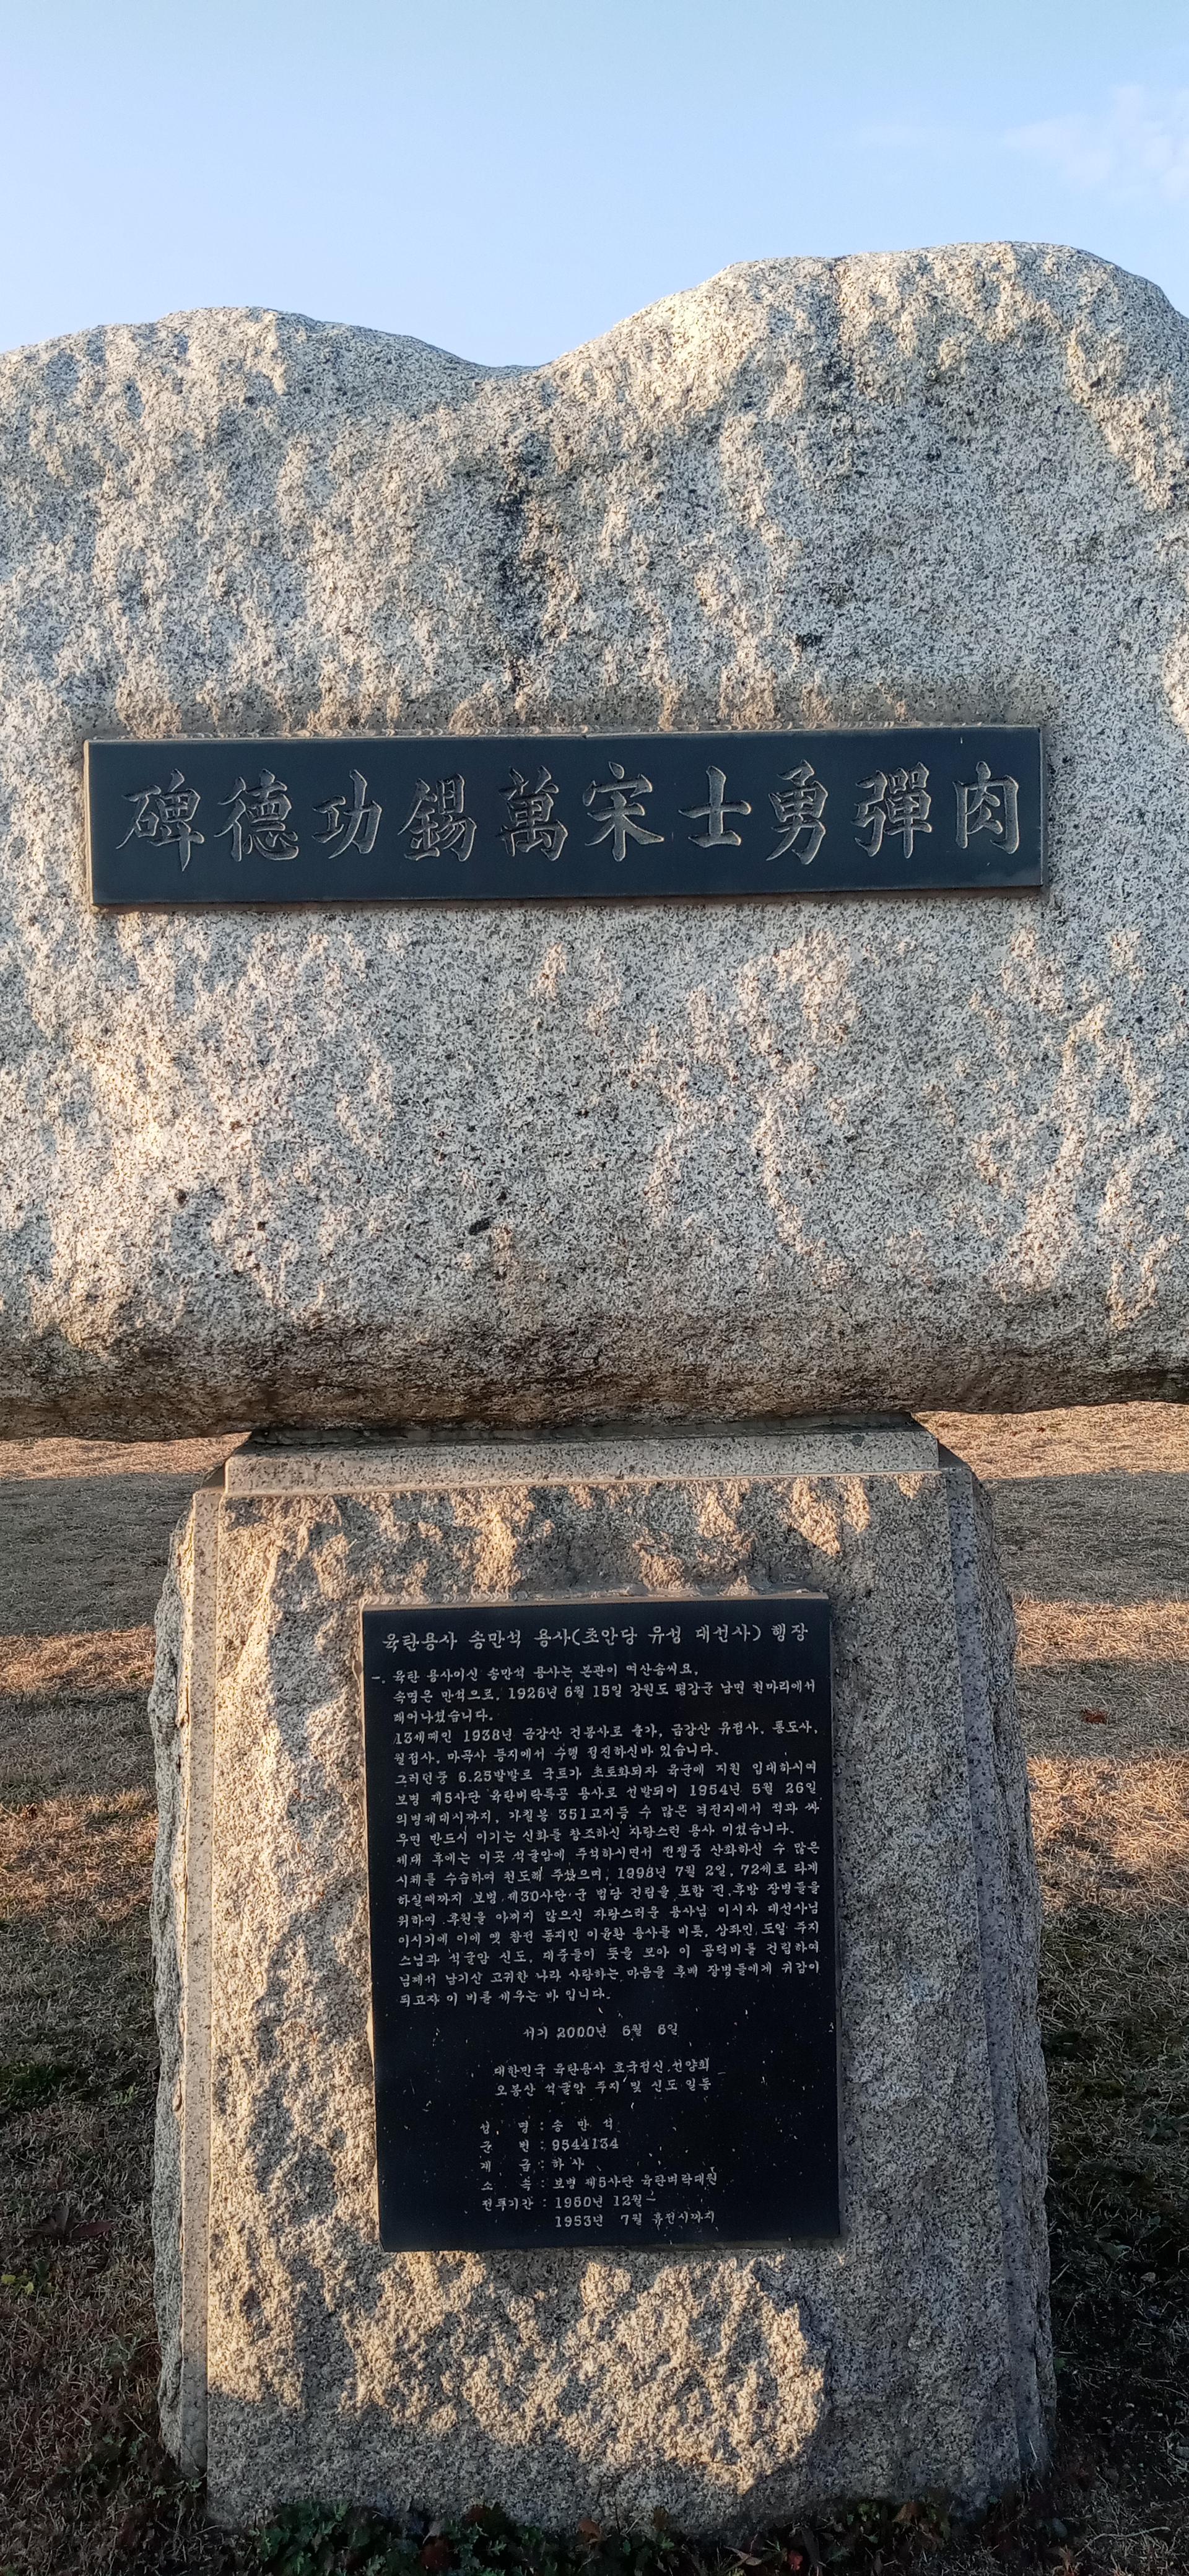 碑德功錫萬宋士勇彈肉
육탄용사 송만석 용사(초안당 유성 대선사) 행장
一. 육탄 용사이신 송만석 용사는 본관이 여산송씨요,
속명은 만석으로, 1926년 6월 15일 강원도 평강군 남면 천마리에서
태어나셨습니다.
13세때인 1938년 금강산 건봉사로 출가, 금강산 유점사, 통도사,
월정사, 마곡사 등지에서 수행 정진하신바 있습니다.
그러던중 6.25발발로 국토가 초토화되자 육군에 지원 입대하시여
보병 제5사단 육탄벼락특공 용사로 선발되어 1954년 5월 26일
의병제대시까지, 가칠봉 351고지등 수 많은 격전지에서 적과 싸
우면 반드시 이기는 신화를 창조하신 자랑스런 용사 이셨습니다.
제대 후에는 이곳 석굴암에 주석하시면서 전쟁중 산화하신 수 많은
시체를 수습하여 천도해 주셨으며, 1998년 7월 2일, 72세로 타계
하실때까지 보병 제30사단 군 법당 건립을 포함 전.후방 장병들을
위하여 후원을 아끼지 않으신 자랑스러운 용사님 이시자 대선사님
이시기에 이에 옛 참전 동지인 이윤환 용사를 비롯, 상좌인 도일 주지
스님과 석굴암 신도, 대중들이 뜻을 모아 이 공덕비를 건립하여
님께서 남기신 고귀한 나라 사랑하는 마음을 후배 장병들에게 귀감이
되고자 이 비를 세우는 바 입니다.
서기 2000년 6월 6일
대한민국 육탄용사 호국정신 선양회
오봉산 석굴암 주지 및 신도 일동
성 명 : 송 만 석
군 번 : 9544134
계 급 : 하 사
소 속 : 보병 제5사단 육탄벼락대원
전투기간 : 1950년 12월~
1953년 7월 휴전시까지